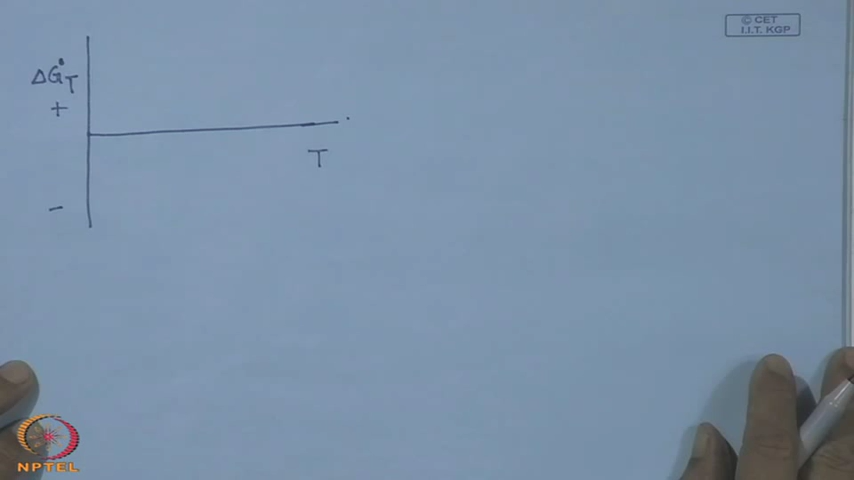 © CET
I.I.T. KGP
ΔG°T
+
T
-
NPTEL